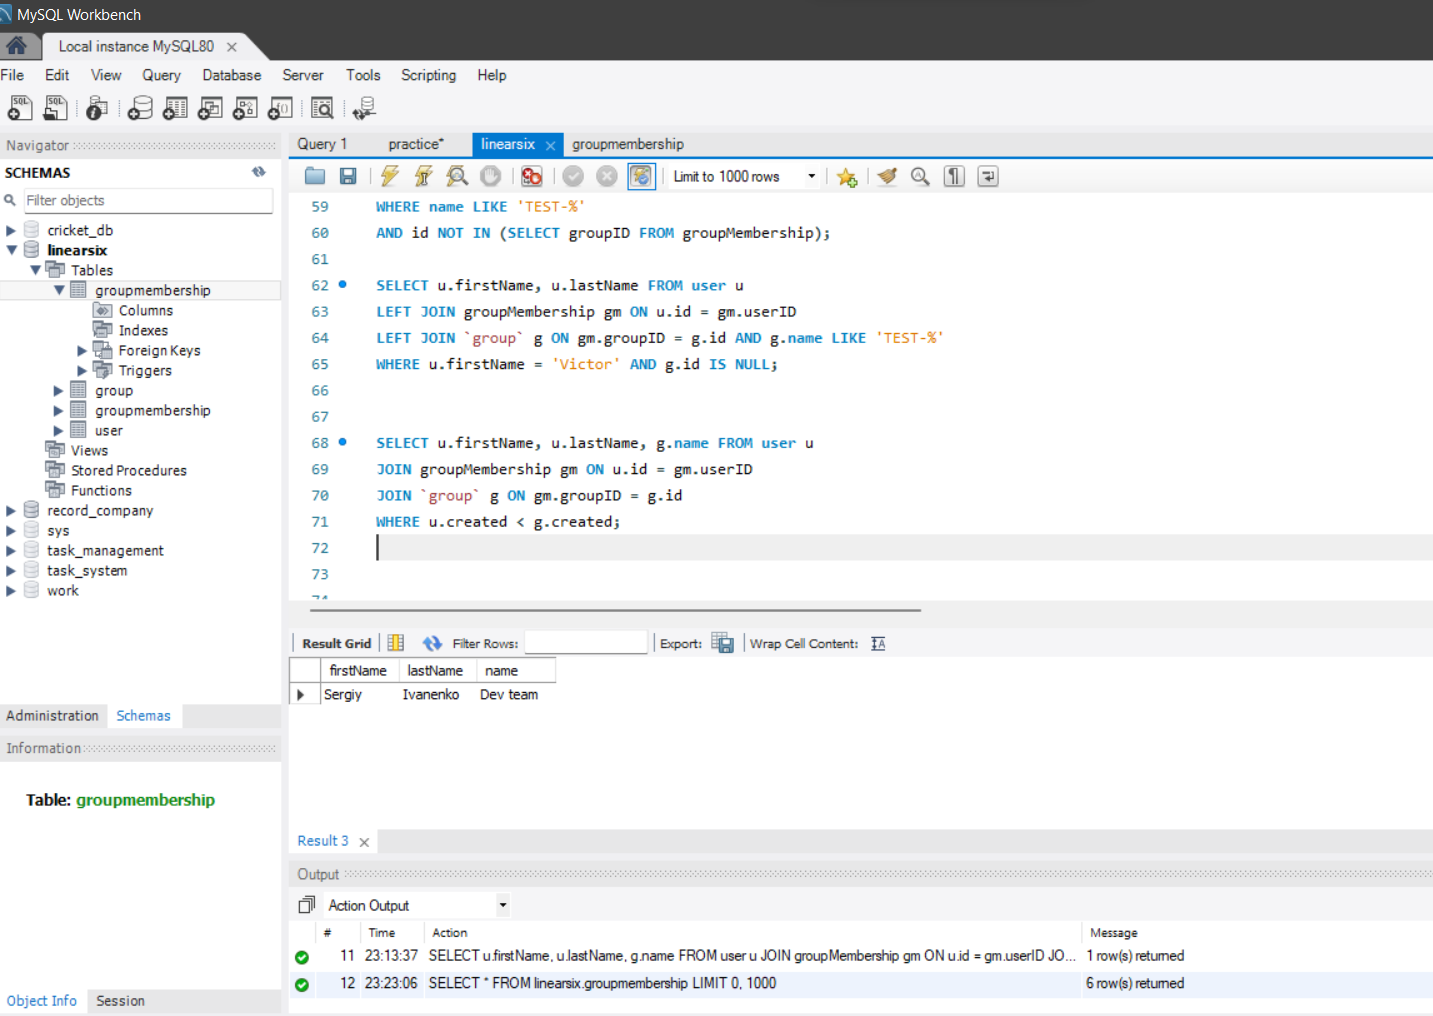 MySQL Workbench
Local instance MySQL80
File Edit View Query Database Server Tools Scripting Help
Navigator
SCHEMAS
Filter objects
cricket_db
linearsix
Tables
groupmembership
Columns
Indexes
Foreign Keys
Triggers
group
groupmembership
user
Views
Stored Procedures
Functions
record_company
sys
task_management
task_system
work
Administration Schemas
Information
Table: groupmembership
Object Info Session
Query 1 practice* linearsix groupmembership
Limit to 1000 rows
59 WHERE name LIKE 'TEST-%'
60 AND id NOT IN (SELECT groupID FROM groupMembership);
61
62 SELECT u.firstName, u.lastName FROM user u
63 LEFT JOIN groupMembership gm ON u.id = gm.userID
64 LEFT JOIN `group` g ON gm.groupID = g.id AND g.name LIKE 'TEST-%'
65 WHERE u.firstName = 'Victor' AND g.id IS NULL;
66
67
68 SELECT u.firstName, u.lastName, g.name FROM user u
69 JOIN groupMembership gm ON u.id = gm.userID
70 JOIN `group` g ON gm.groupID = g.id
71 WHERE u.created < g.created;
72
73
74
Result Grid Filter Rows: Export: Wrap Cell Content:
firstName lastName name
Sergiy Ivanenko Dev team
Result 3
Output
Action Output
# Time Action Message
11 23:13:37 SELECT u.firstName, u.lastName, g.name FROM user u JOIN groupMembership gm ON u.id = gm.userID JO... 1 row(s) returned
12 23:23:06 SELECT * FROM linearsix.groupmembership LIMIT 0, 1000 6 row(s) returned